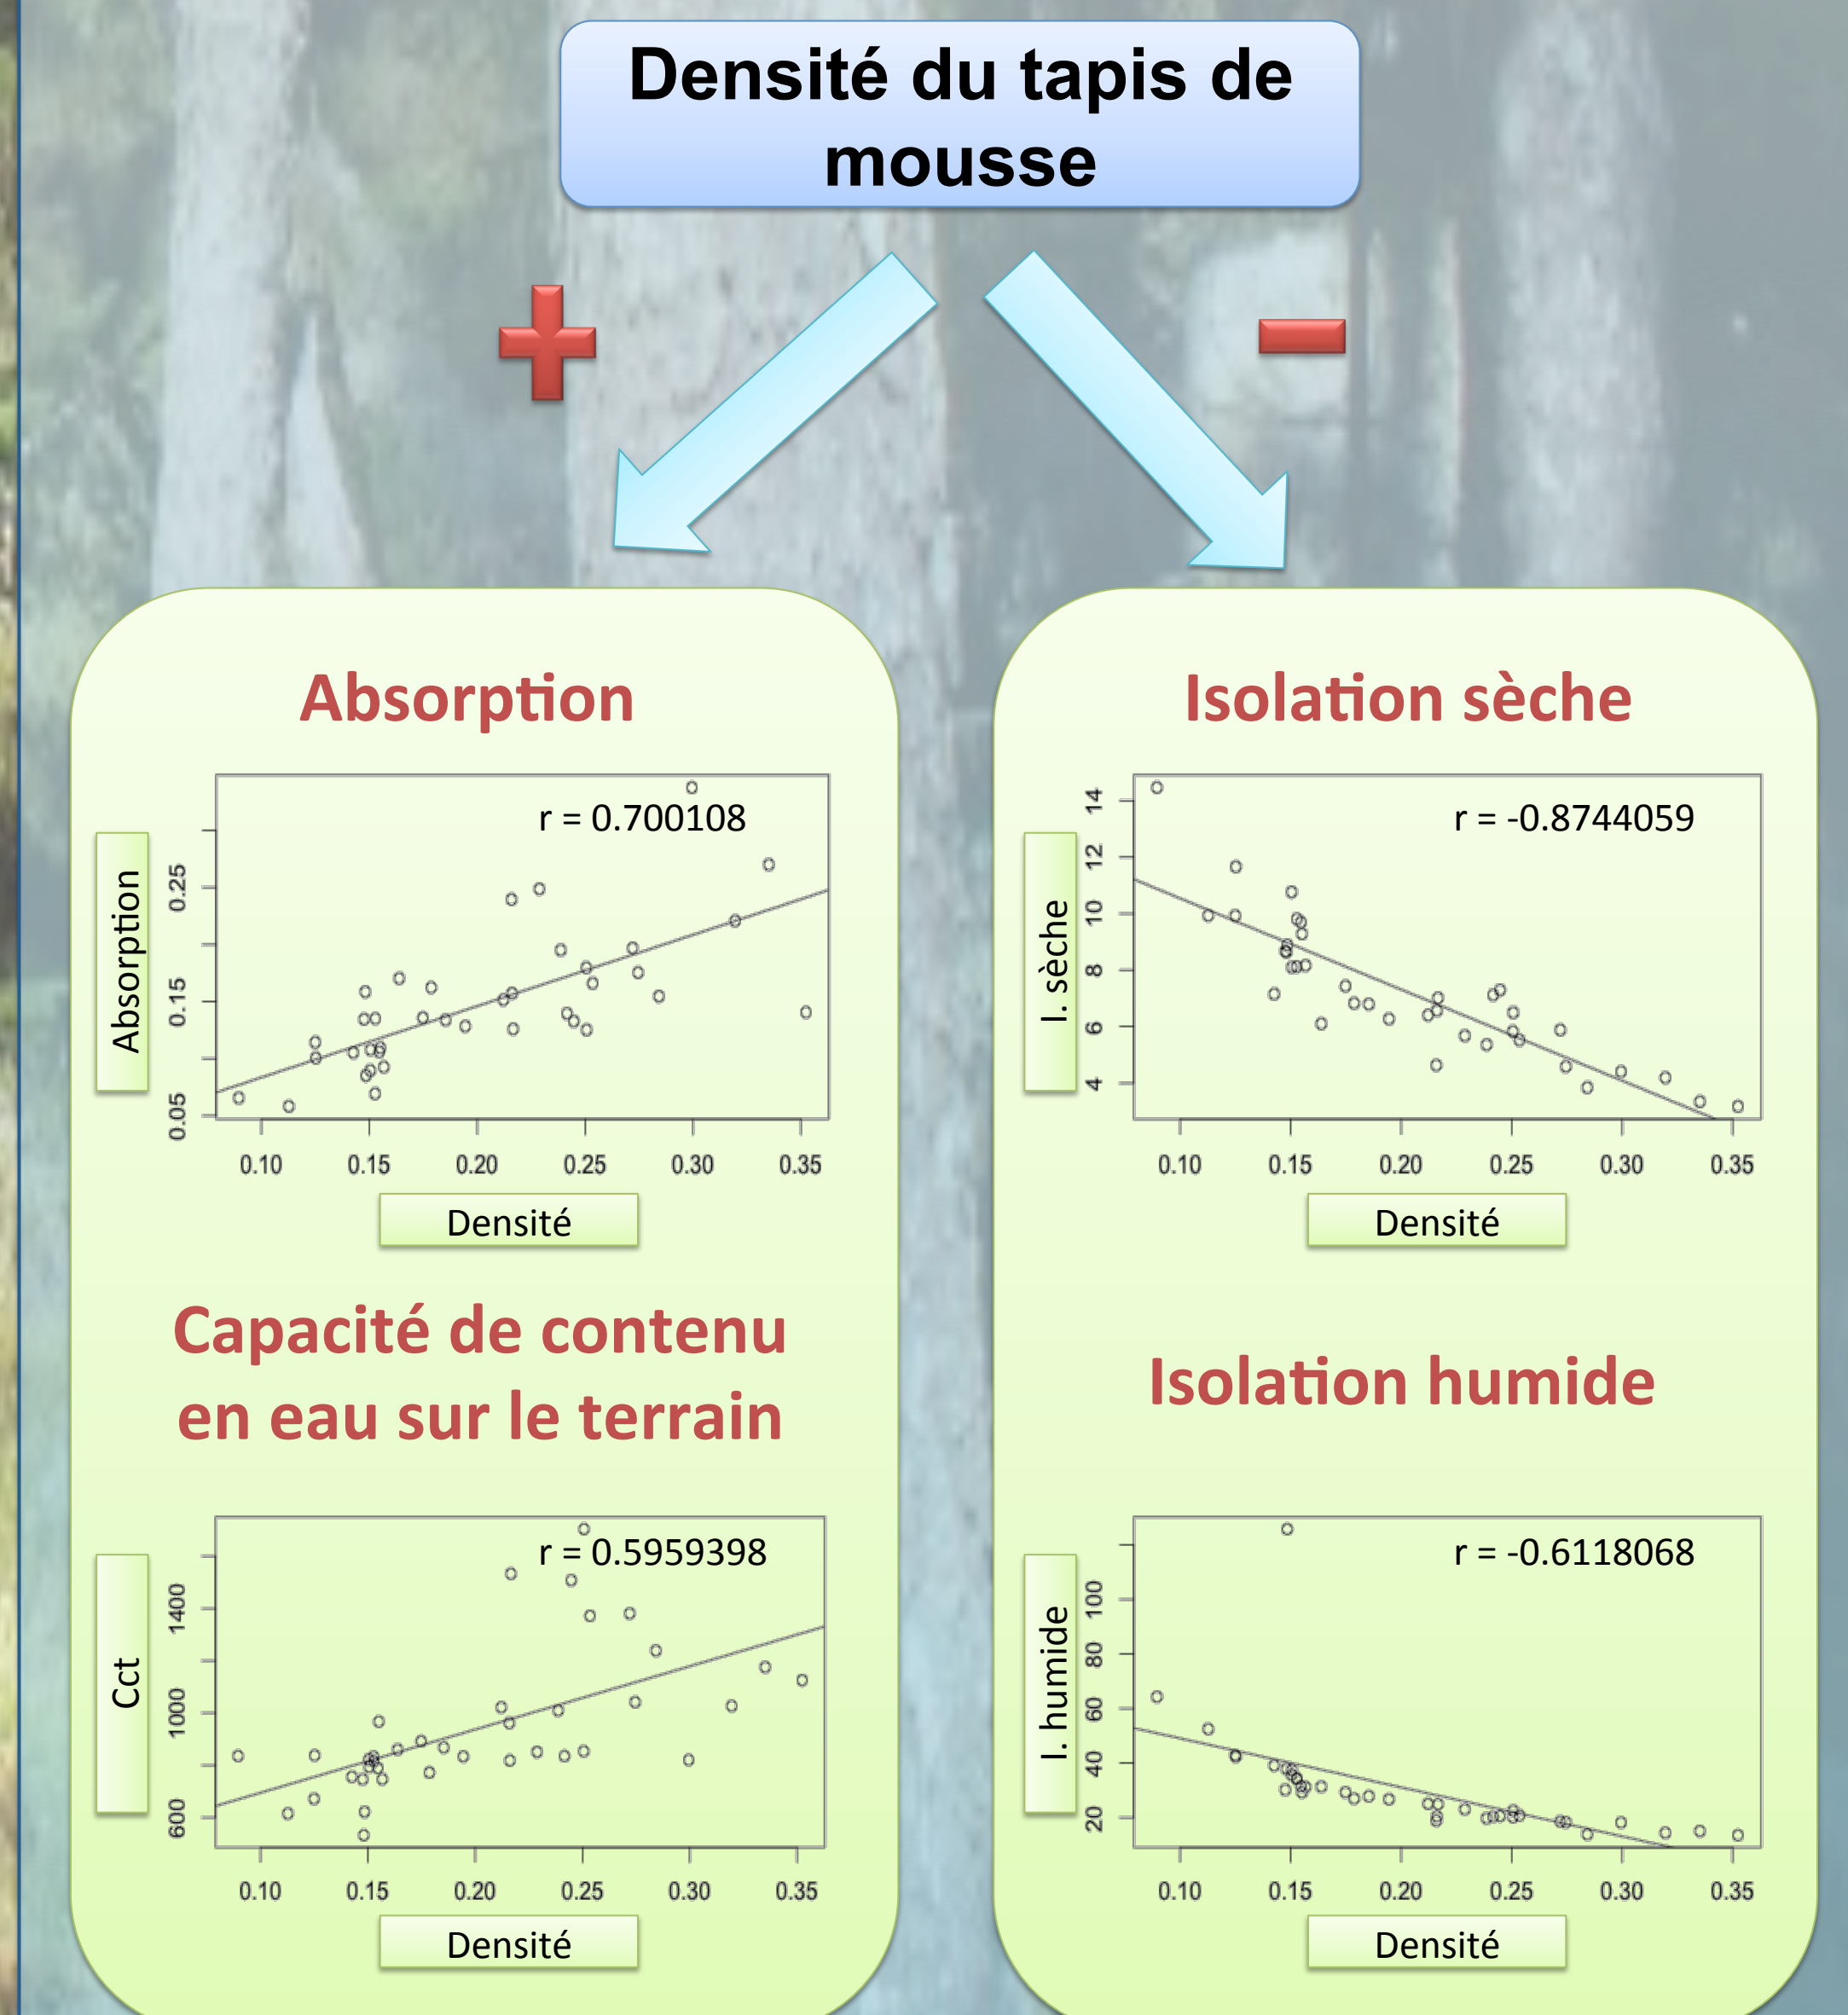 Densité du tapis de
mousse
Absorption
r = 0.700108
Absorption
0.05 0.15 0.25
0.10 0.15 0.20 0.25 0.30 0.35
Densité
Capacité de contenu
en eau sur le terrain
r = 0.5959398
Cct
600 1000 1400
0.10 0.15 0.20 0.25 0.30 0.35
Densité
Isolation sèche
r = -0.8744059
I. sèche
4 6 8 10 12 14
0.10 0.15 0.20 0.25 0.30 0.35
Densité
Isolation humide
r = -0.6118068
I. humide
20 40 60 80 100
0.10 0.15 0.20 0.25 0.30 0.35
Densité